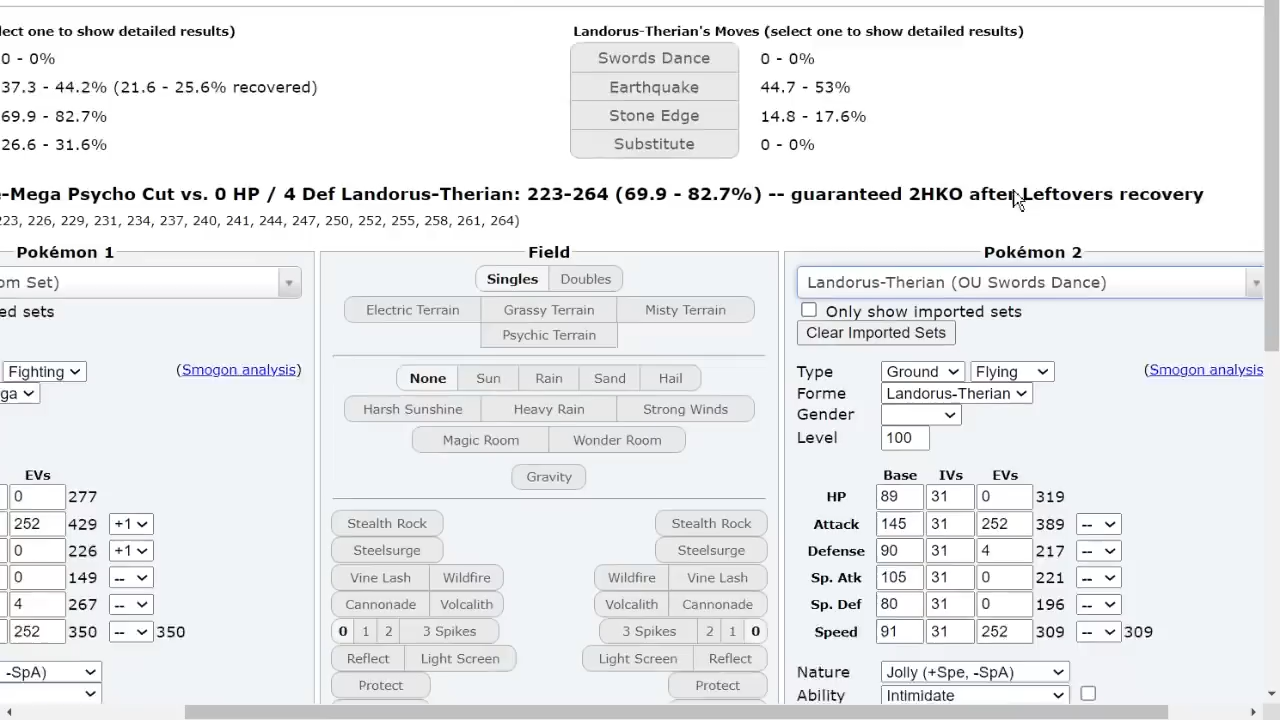 lect one to show detailed results)
Landorus-Therian's Moves (select one to show detailed results)
0 - 0%
Swords Dance 0 - 0%
37.3 - 44.2% (21.6 - 25.6% recovered)
Earthquake 44.7 - 53%
69.9 - 82.7%
Stone Edge 14.8 - 17.6%
26.6 - 31.6%
Substitute 0 - 0%
e-Mega Psycho Cut vs. 0 HP / 4 Def Landorus-Therian: 223-264 (69.9 - 82.7%) -- guaranteed 2HKO after Leftovers recovery
223, 226, 229, 231, 234, 237, 240, 241, 244, 247, 250, 252, 255, 258, 261, 264)
Pokémon 1
om Set)
ed sets
Fighting
(Smogon analysis)
ga
EVs
0 277
252 429 +1
0 226 +1
0 149 --
4 267 --
252 350 -- 350
-SpA)
Field
Singles Doubles
Electric Terrain Grassy Terrain Misty Terrain
Psychic Terrain
None Sun Rain Sand Hail
Harsh Sunshine Heavy Rain Strong Winds
Magic Room Wonder Room
Gravity
Stealth Rock Stealth Rock
Steelsurge Steelsurge
Vine Lash Wildfire Wildfire Vine Lash
Cannonade Volcalith Volcalith Cannonade
0 1 2 3 Spikes 3 Spikes 2 1 0
Reflect Light Screen Light Screen Reflect
Protect Protect
Pokémon 2
Landorus-Therian (OU Swords Dance)
Only show imported sets
Clear Imported Sets
Type Ground Flying
(Smogon analysis
Forme Landorus-Therian
Gender
Level 100
Base IVs EVs
HP 89 31 0 319
Attack 145 31 252 389 --
Defense 90 31 4 217 --
Sp. Atk 105 31 0 221 --
Sp. Def 80 31 0 196 --
Speed 91 31 252 309 -- 309
Nature Jolly (+Spe, -SpA)
Ability Intimidate